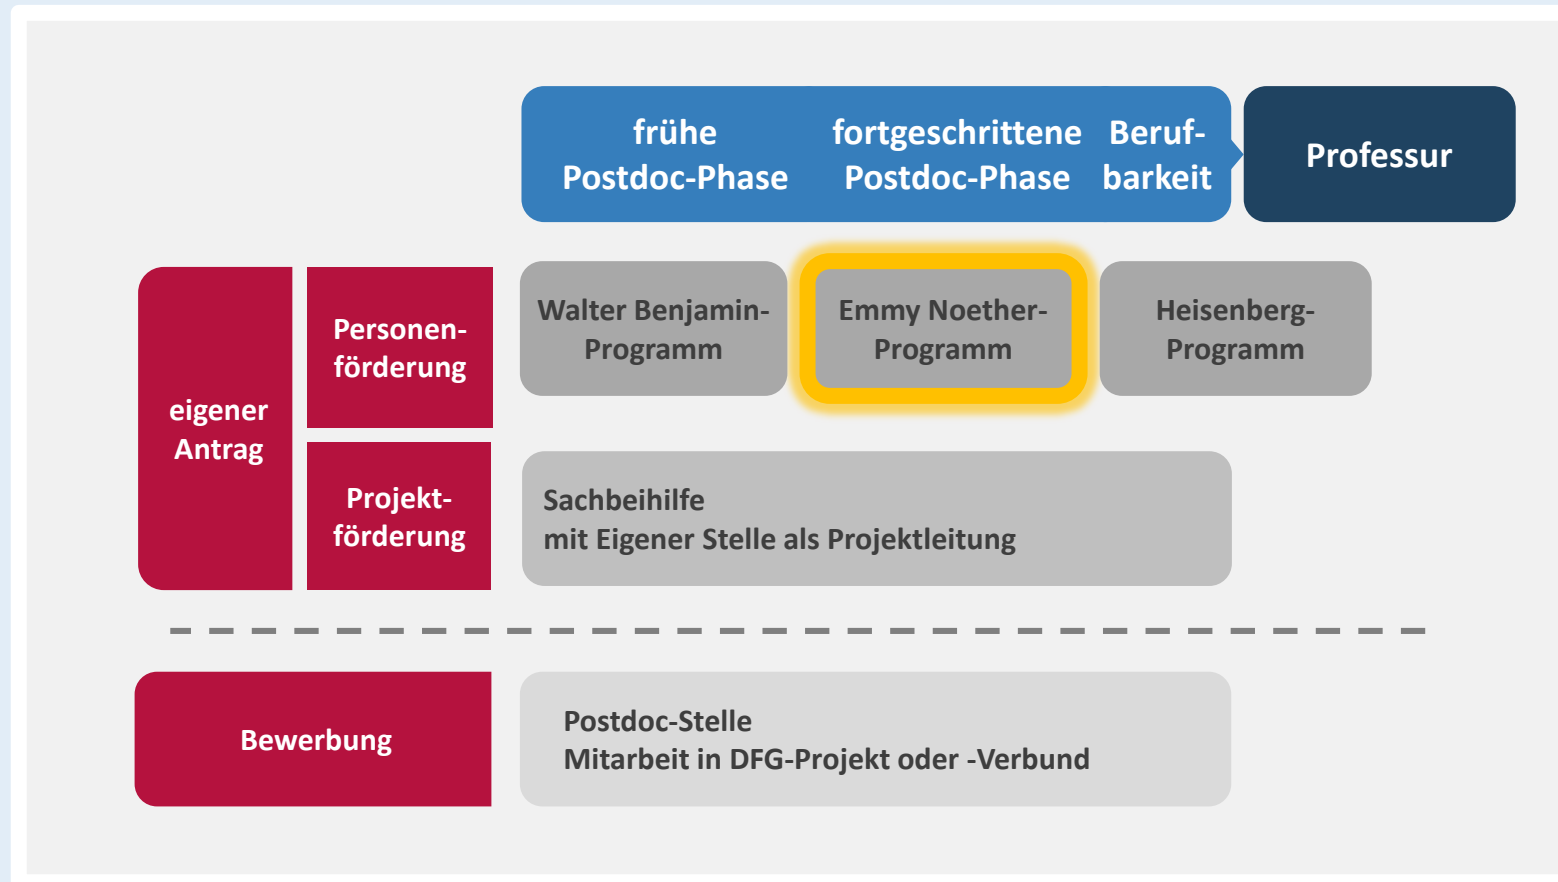 frühe
Postdoc-Phase
fortgeschrittene
Postdoc-Phase
Beruf-
barkeit
Professur
eigener
Antrag
Personen-
förderung
Walter Benjamin-
Programm
Emmy Noether-
Programm
Heisenberg-
Programm
Projekt-
förderung
Sachbeihilfe
mit Eigener Stelle als Projektleitung
Bewerbung
Postdoc-Stelle
Mitarbeit in DFG-Projekt oder -Verbund